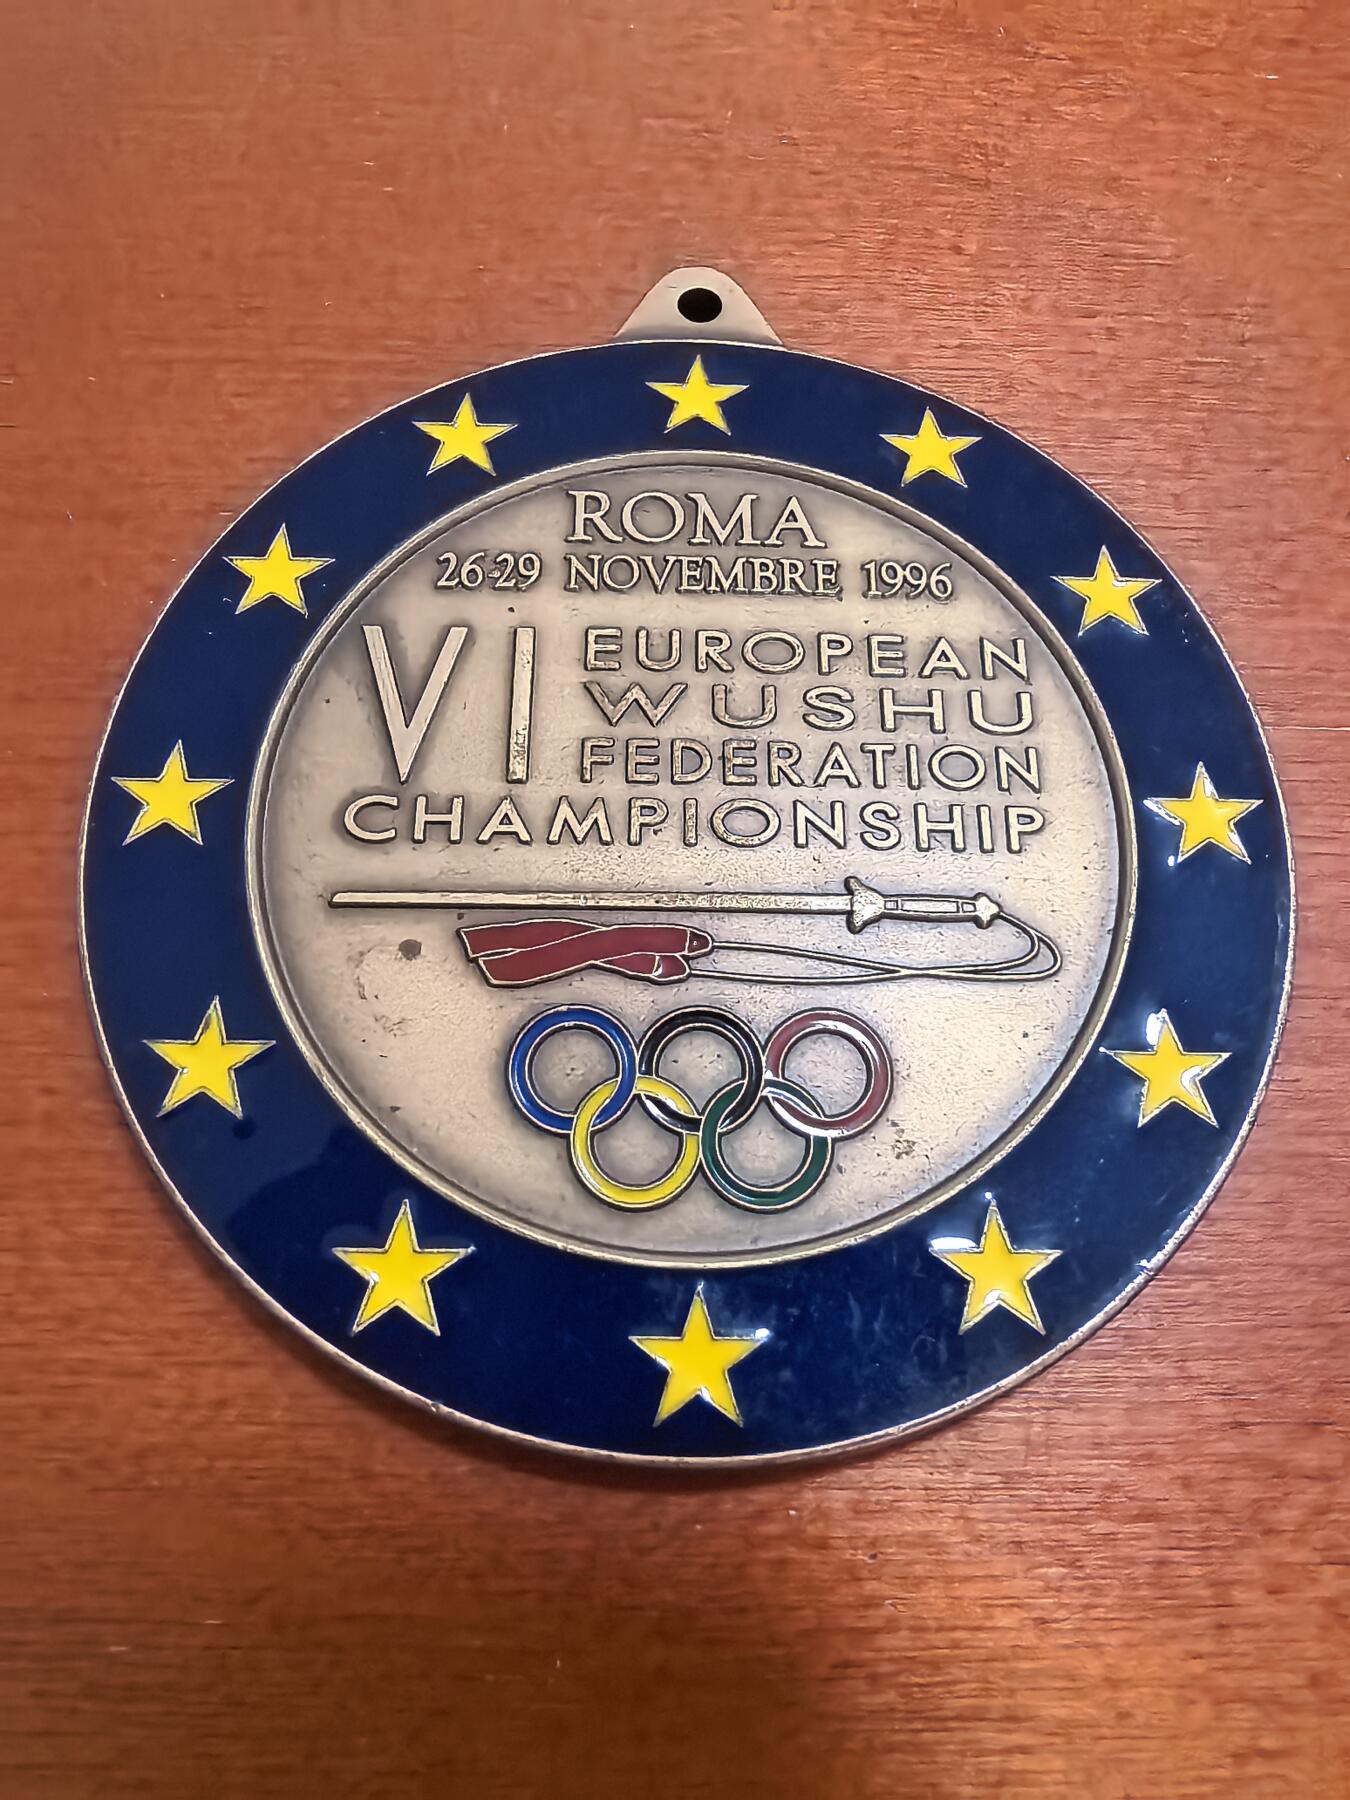 ROMA
26-29 NOVEMBRE 1996
VI EUROPEAN
WUSHU
FEDERATION
CHAMPIONSHIP